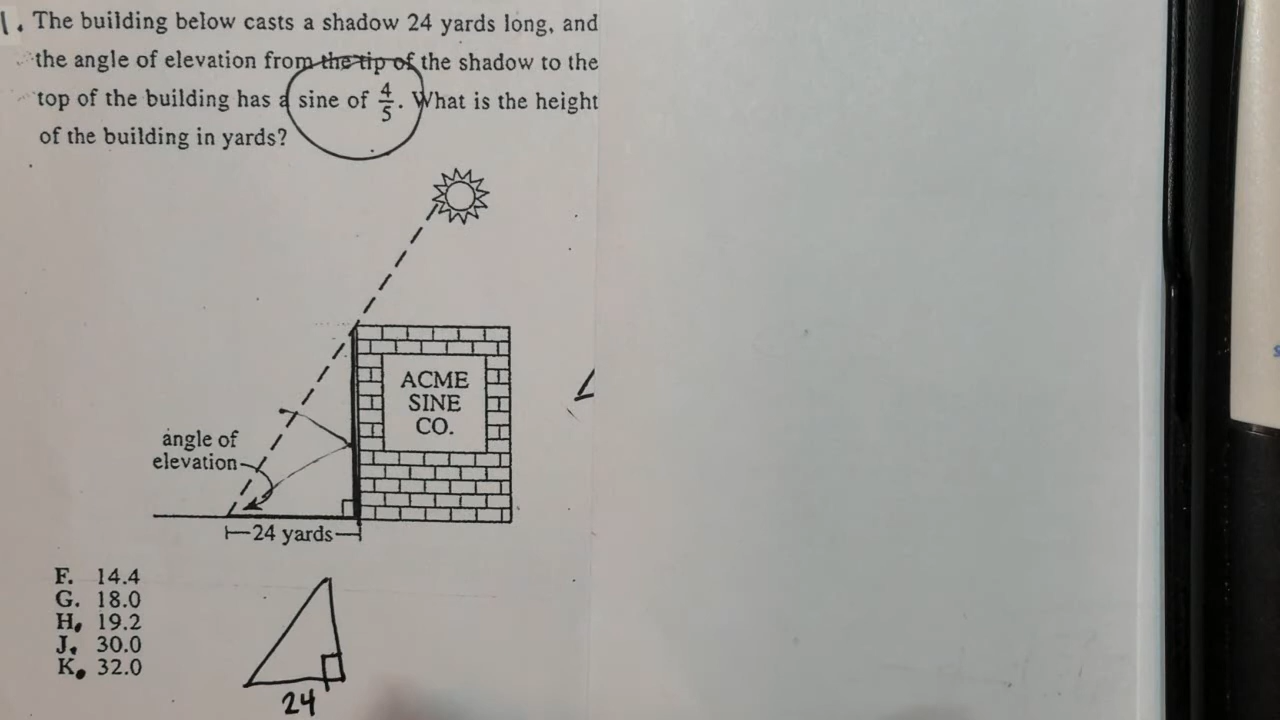 1. The building below casts a shadow 24 yards long, and
the angle of elevation from the tip of the shadow to the
top of the building has a sine of 4/5. What is the height
of the building in yards?
ACME
SINE
CO.
angle of
elevation
24 yards
F. 14.4
G. 18.0
H. 19.2
J. 30.0
K. 32.0
24